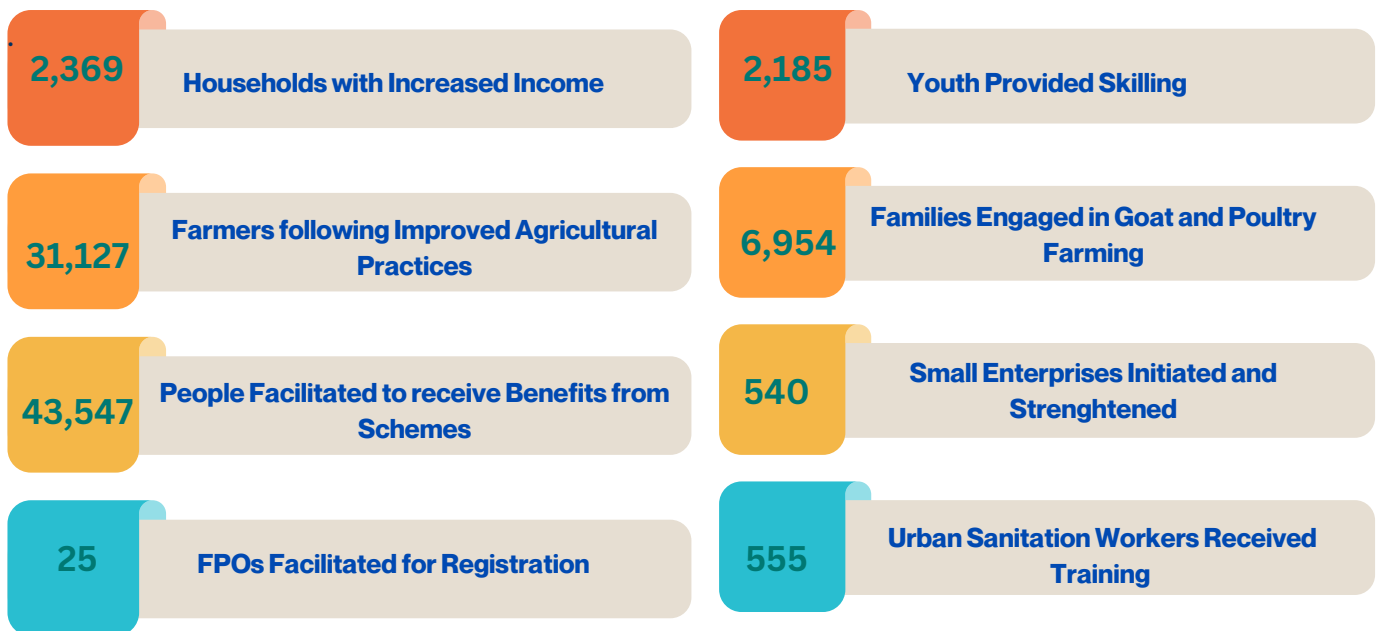 2,369
Households with Increased Income
2,185
Youth Provided Skilling
31,127
Farmers following Improved Agricultural
Practices
6,954
Families Engaged in Goat and Poultry
Farming
43,547
People Facilitated to receive Benefits from
Schemes
540
Small Enterprises Initiated and
Strenghtened
25
FPOs Facilitated for Registration
555
Urban Sanitation Workers Received
Training